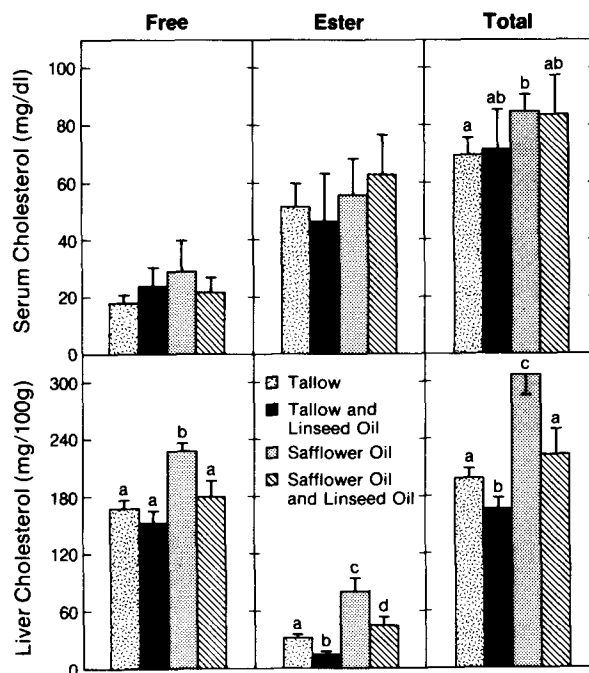 Free Ester Total
Serum Cholesterol (mg/dl)
100
80
60
40
20
0
a ab b ab
Liver Cholesterol (mg/100g)
300
240
180
120
60
0
a a b a
Tallow
Tallow and
Linseed Oil
Safflower Oil
Safflower Oil
and Linseed Oil
a b c d
a b c a